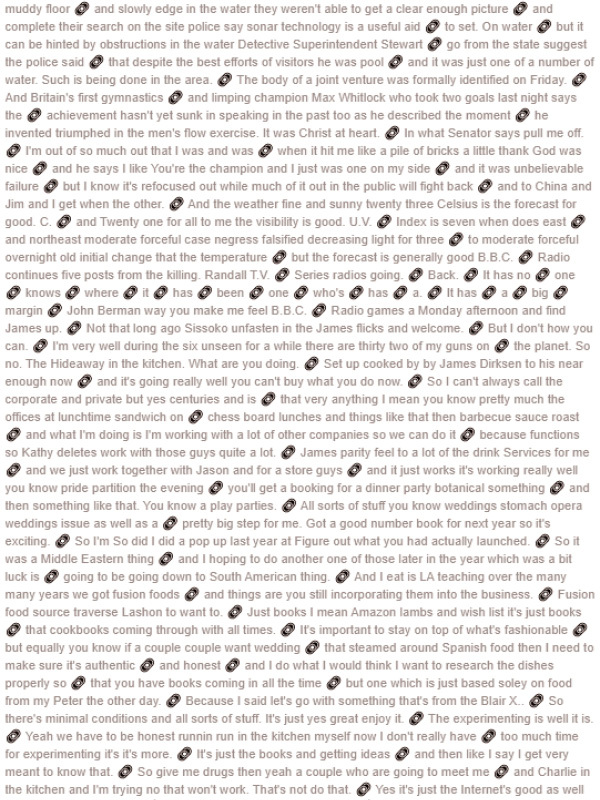 muddy floor and slowly edge in the water they weren't able to get a clear enough picture and
complete their search on the site police say sonar technology is a useful aid to set. On water but it
can be hinted by obstructions in the water Detective Superintendent Stewart go from the state suggest
the police said that despite the best efforts of visitors he was pool and it was just one of a number of
water. Such is being done in the area. The body of a joint venture was formally identified on Friday.
And Britain's first gymnastics and limping champion Max Whitlock who took two goals last night says
the achievement hasn't yet sunk in speaking in the past too as he described the moment he
invented triumphed in the men's flow exercise. It was Christ at heart. In what Senator says pull me off.
I'm out of so much out that I was and was when it hit me like a pile of bricks a little thank God was
nice and he says I like You're the champion and I just was one on my side and it was unbelievable
failure but I know it's refocused out while much of it out in the public will fight back and to China and
Jim and I get when the other. And the weather fine and sunny twenty three Celsius is the forecast for
good. C. and Twenty one for all to me the visibility is good. U.V. Index is seven when does east
and northeast moderate forceful case negress falsified decreasing light for three to moderate forceful
overnight old initial change that the temperature but the forecast is generally good B.B.C. Radio
continues five posts from the killing. Randall T.V. Series radios going. Back. It has no one
knows where it has been one who's has a. It has a big
margin John Berman way you make me feel B.B.C. Radio games a Monday afternoon and find
James up. Not that long ago Sissoko unfasten in the James flicks and welcome. But I don't how you
can. I'm very well during the six unseen for a while there are thirty two of my guns on the planet. So
no. The Hideaway in the kitchen. What are you doing. Set up cooked by by James Dirksen to his near
enough now and it's going really well you can't buy what you do now. So I can't always call the
corporate and private but yes centuries and is that very anything I mean you know pretty much the
offices at lunchtime sandwich on chess board lunches and things like that then barbecue sauce roast
and what I'm doing is I'm working with a lot of other companies so we can do it because functions
so Kathy deletes work with those guys quite a lot. James parity feel to a lot of the drink Services for me
and we just work together with Jason and for a store guys and it just works it's working really well
you know pride partition the evening you'll get a booking for a dinner party botanical something and
then something like that. You know a play parties. All sorts of stuff you know weddings stomach opera
weddings issue as well as a pretty big step for me. Got a good number book for next year so it's
exciting. So I'm So did I did a pop up last year at Figure out what you had actually launched. So it
was a Middle Eastern thing and I hoping to do another one of those later in the year which was a bit
luck is going to be going down to South American thing. And I eat is LA teaching over the many
many years we got fusion foods and things are you still incorporating them into the business. Fusion
food source traverse Lashon to want to. Just books I mean Amazon lambs and wish list it's just books
that cookbooks coming through with all times. It's important to stay on top of what's fashionable
but equally you know if a couple couple want wedding that steamed around Spanish food then I need to
make sure it's authentic and honest and I do what I would think I want to research the dishes
properly so that you have books coming in all the time but one which is just based soley on food
from my Peter the other day. Because I said let's go with something that's from the Blair X.. So
there's minimal conditions and all sorts of stuff. It's just yes great enjoy it. The experimenting is well it is.
Yeah we have to be honest runnin run in the kitchen myself now I don't really have too much time
for experimenting it's it's more. It's just the books and getting ideas and then like I say I get very
meant to know that. So give me drugs then yeah a couple who are going to meet me and Charlie in
the kitchen and I'm trying no that won't work. That's not do that. Yes it's just the Internet's good as well